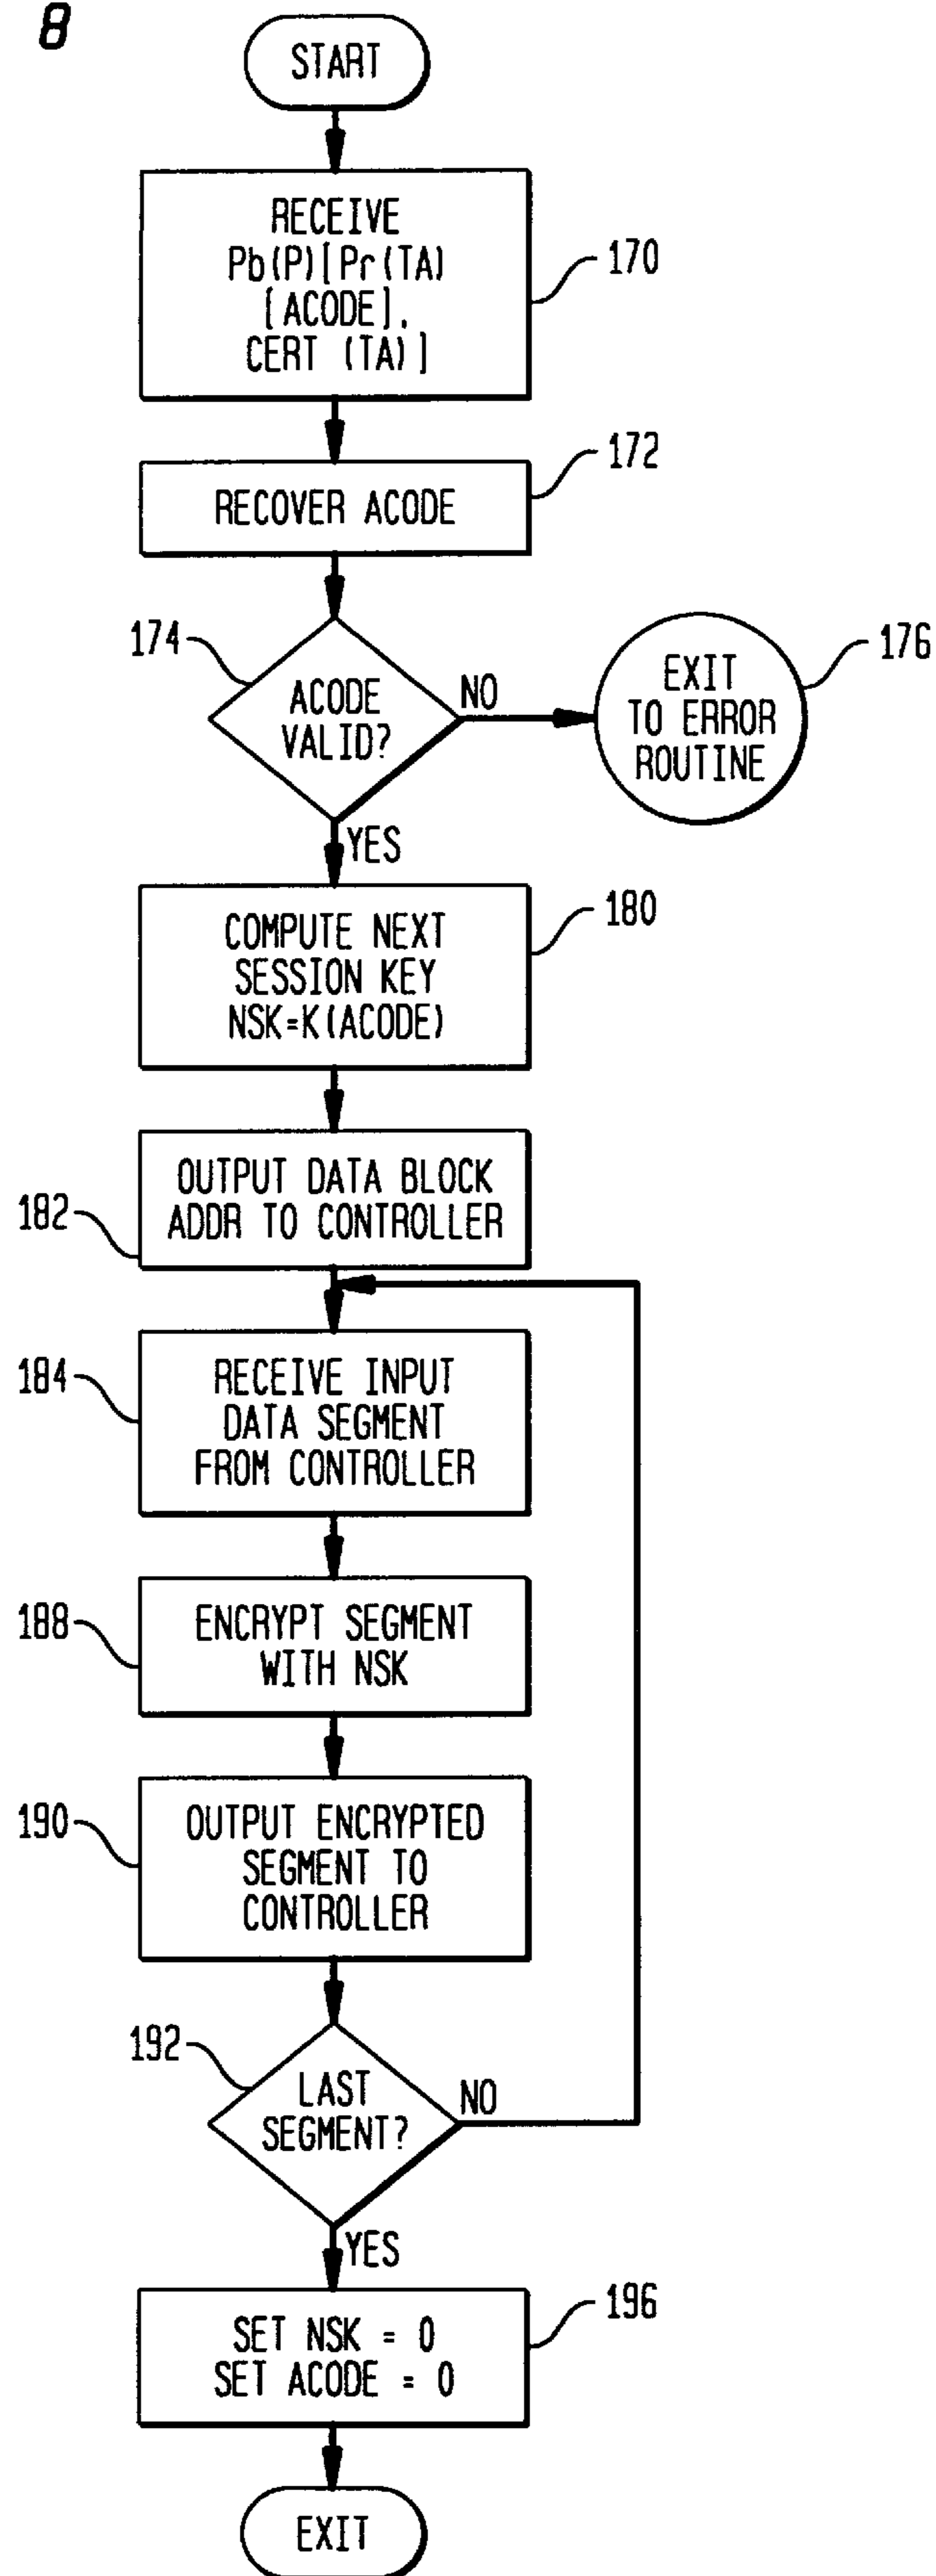 8
START
RECEIVE
Pb(P)[Pr(TA)
[ACODE],
CERT (TA)]
170
RECOVER ACODE
172
174
ACODE
VALID?
NO
EXIT
TO ERROR
ROUTINE
176
YES
COMPUTE NEXT
SESSION KEY
NSK=K(ACODE)
180
OUTPUT DATA BLOCK
ADDR TO CONTROLLER
182
184
RECEIVE INPUT
DATA SEGMENT
FROM CONTROLLER
188
ENCRYPT SEGMENT
WITH NSK
190
OUTPUT ENCRYPTED
SEGMENT TO
CONTROLLER
192
LAST
SEGMENT?
NO
YES
SET NSK = 0
SET ACODE = 0
196
EXIT